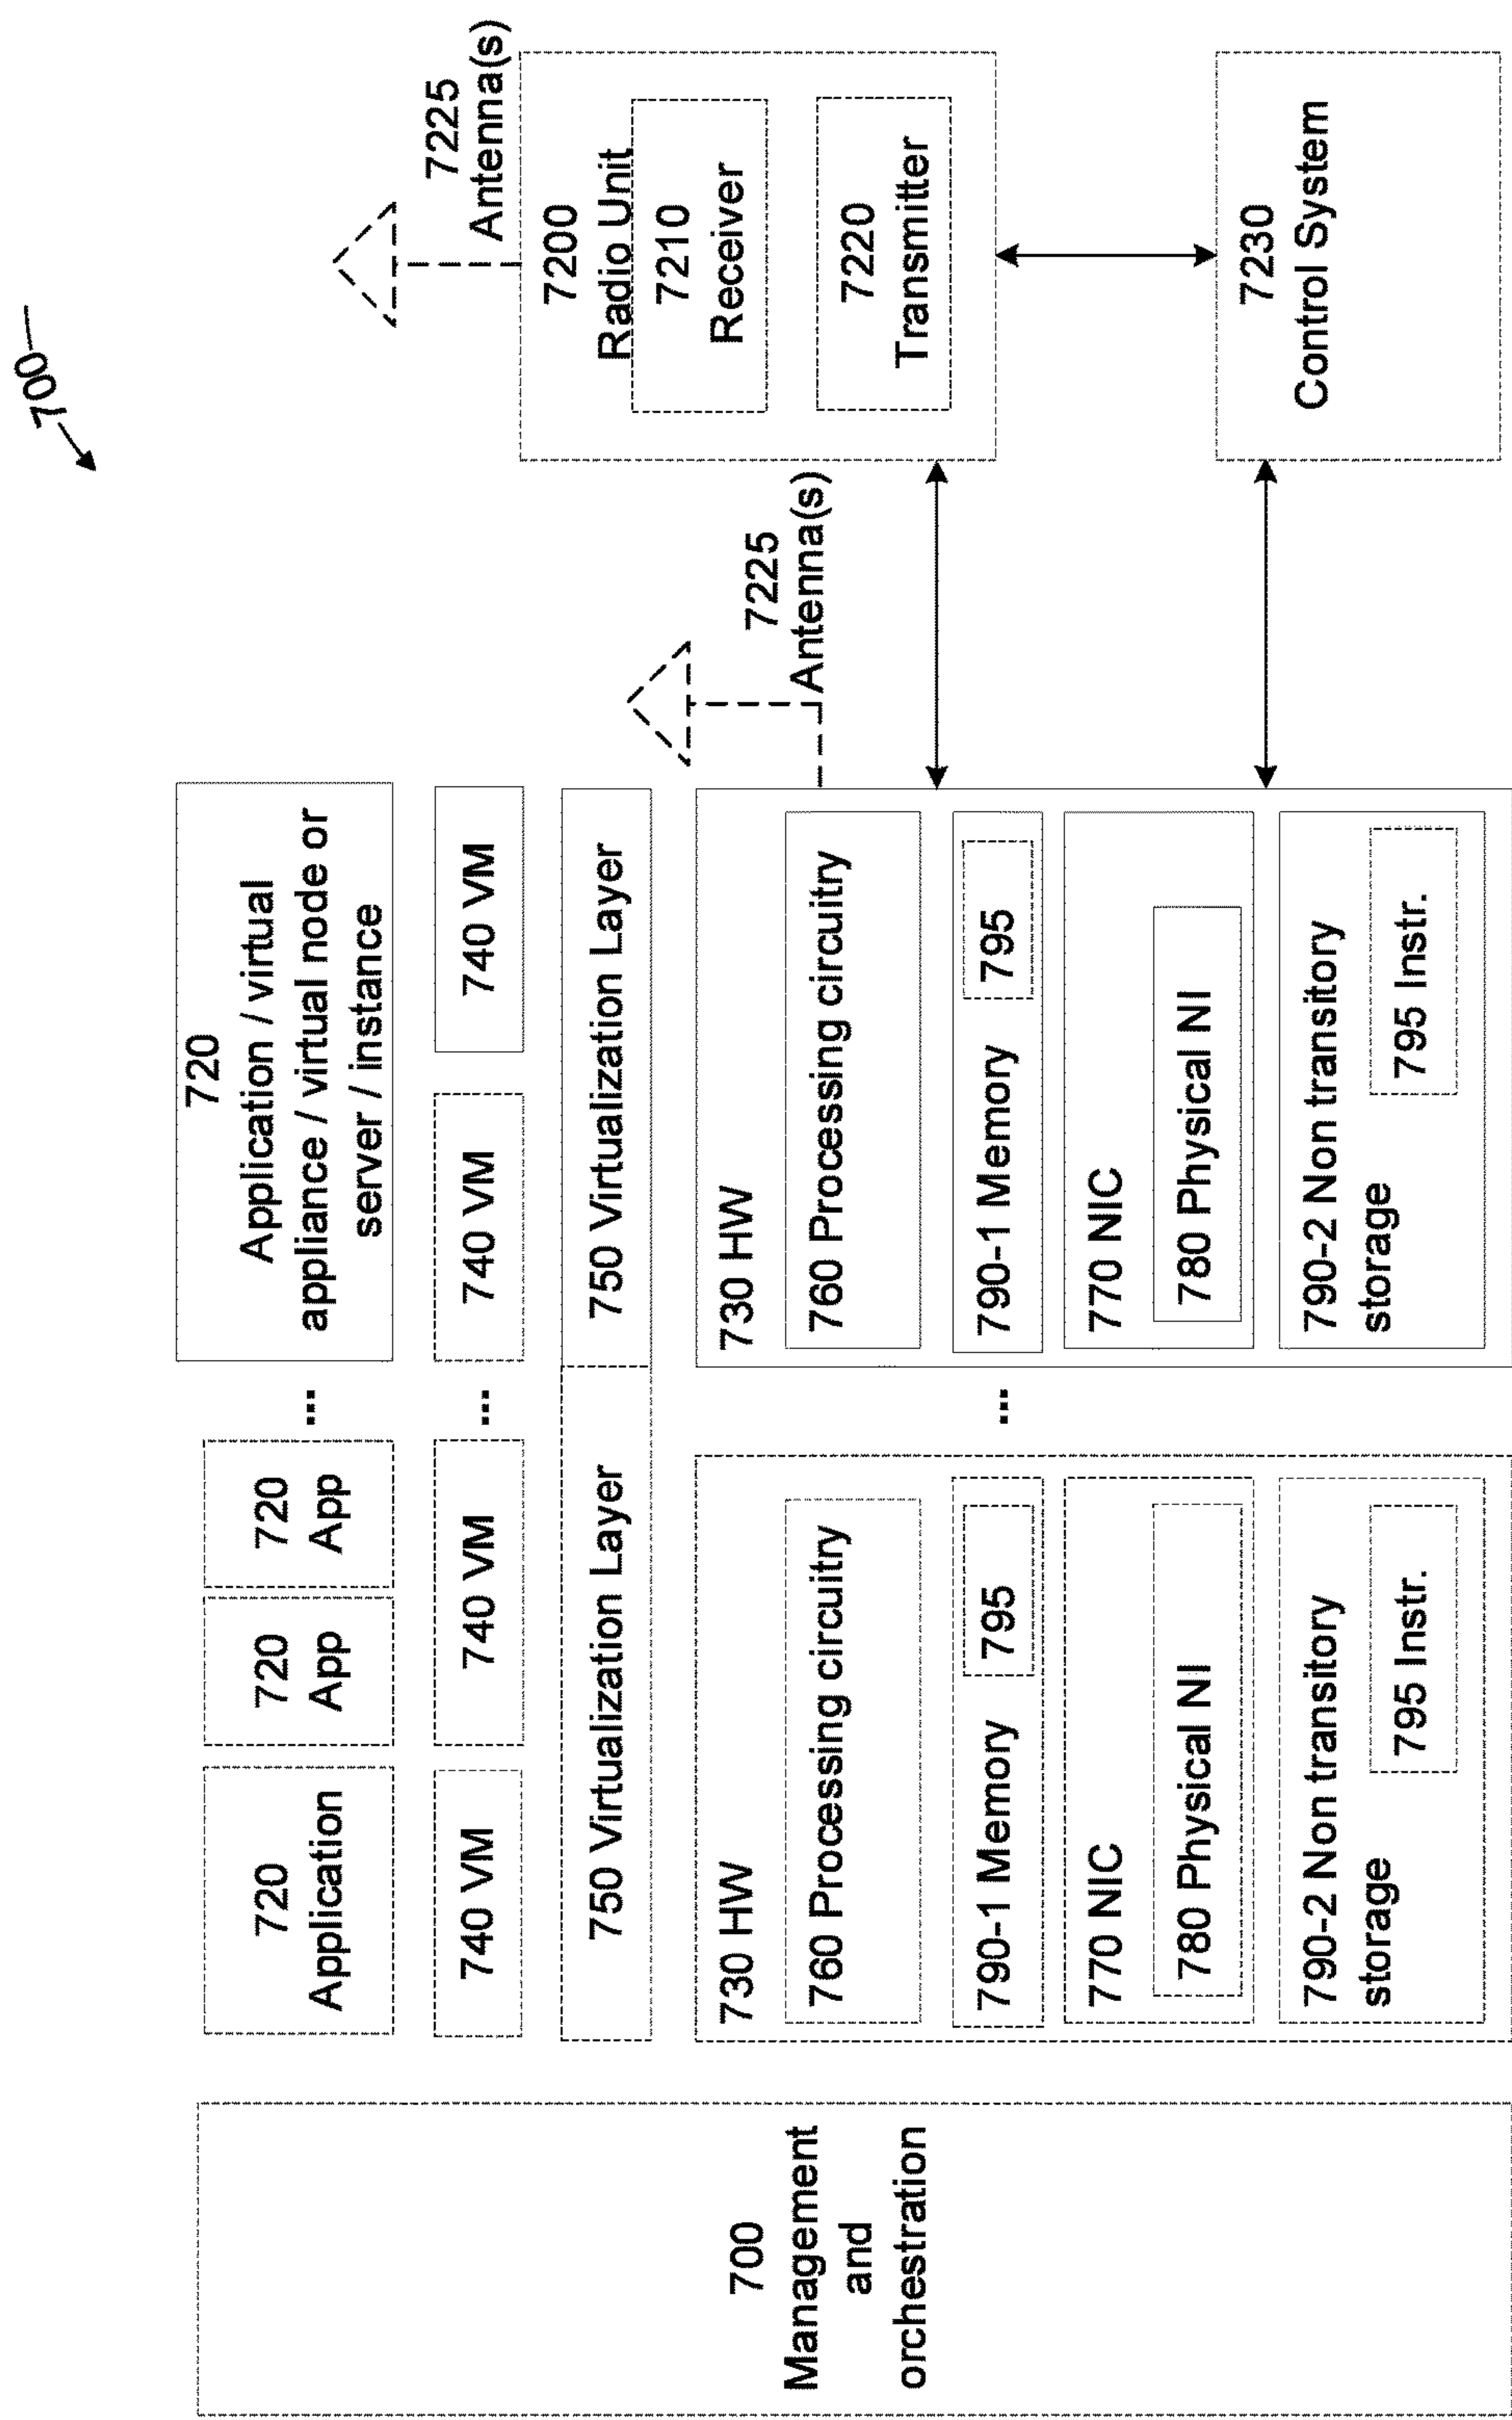 700
700
Management
and
orchestration
720
Application
720
App
720
App
...
720
Application / virtual
appliance / virtual node or
server / instance
740 VM
740 VM
...
740 VM
740 VM
750 Virtualization Layer
750 Virtualization Layer
730 HW
760 Processing circuitry
790-1 Memory
795
770 NIC
780 Physical NI
790-2 Non transitory
storage
795 Instr.
...
730 HW
760 Processing circuitry
790-1 Memory
795
770 NIC
780 Physical NI
790-2 Non transitory
storage
795 Instr.
7225
Antenna(s)
7225
Antenna(s)
7200
Radio Unit
7210
Receiver
7220
Transmitter
7230
Control System